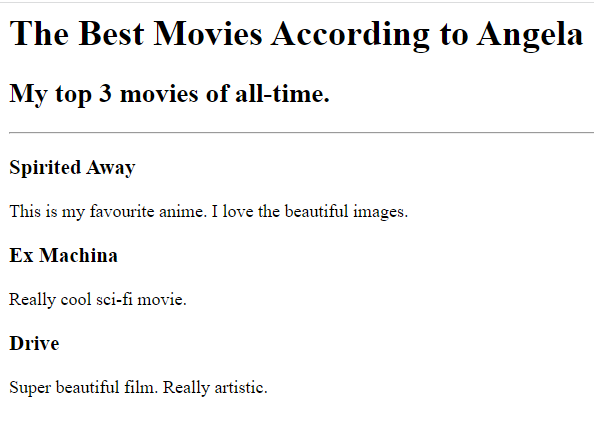 The Best Movies According to Angela
My top 3 movies of all-time.
Spirited Away
This is my favourite anime. I love the beautiful images.
Ex Machina
Really cool sci-fi movie.
Drive
Super beautiful film. Really artistic.